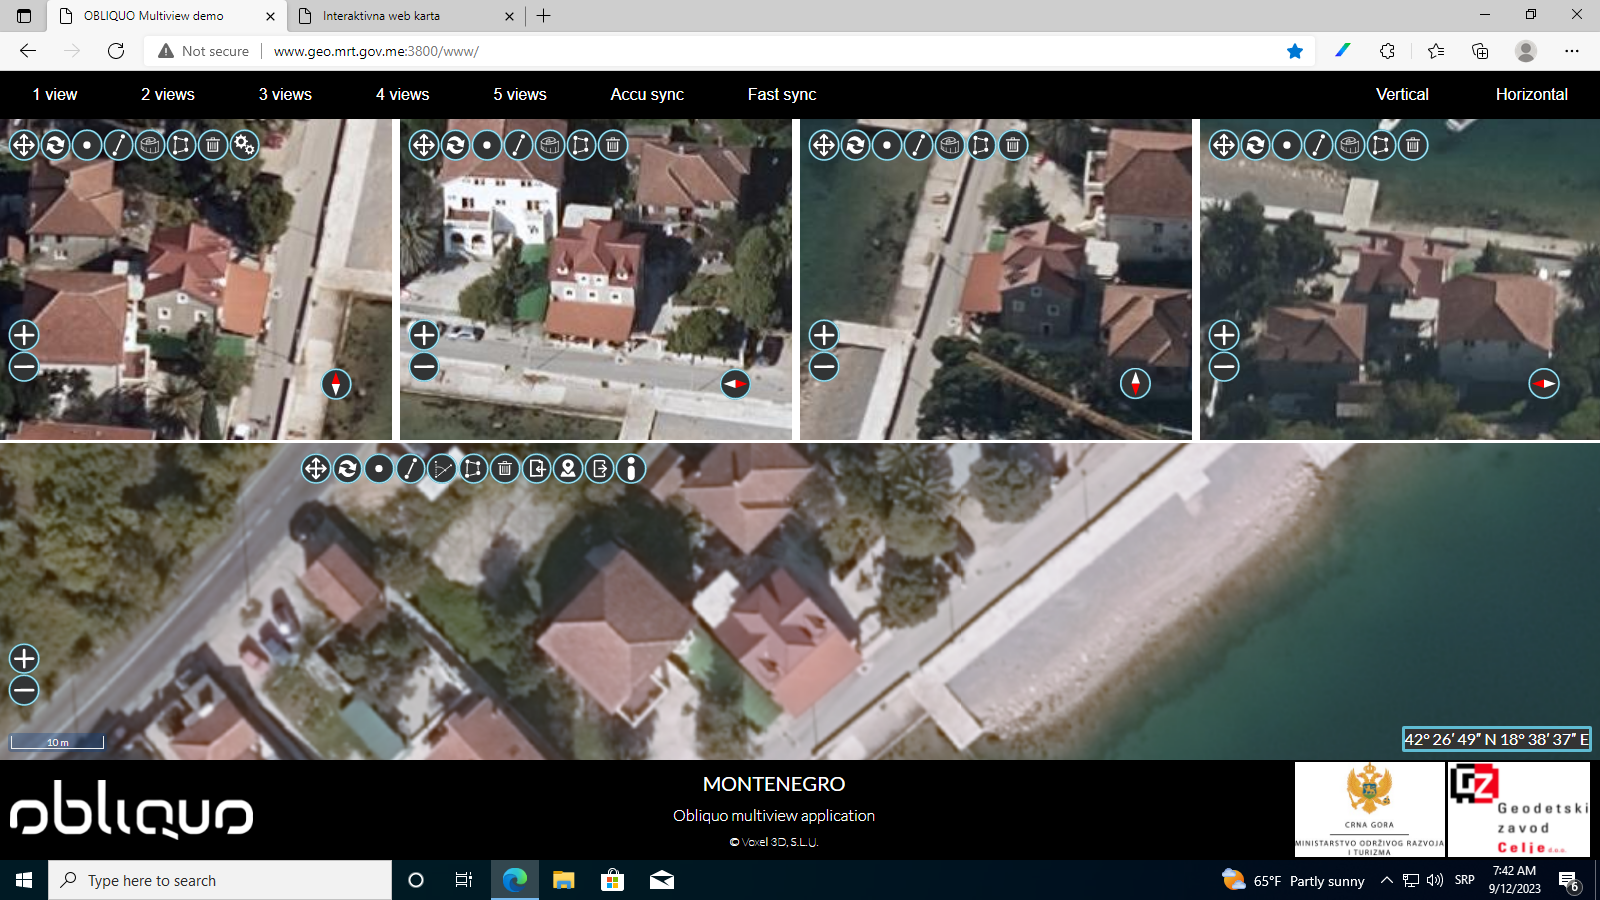 OBLIQUO Multiview demo
Interaktivna web karta
Not secure
www.geo.mrt.gov.me:3800/www/
1 view
2 views
3 views
4 views
5 views
Accu sync
Fast sync
Vertical
Horizontal
10 m
42° 26′ 49″ N 18° 38′ 37″ E
obliquo
MONTENEGRO
Obliquo multiview application
© Voxel 3D, S.L.U.
CRNA GORA
MINISTARSTVO ODRŽIVOG RAZVOJA
I TURIZMA
GZ
Geodetski
zavod
Celje d.o.o.
Type here to search
65°F Partly sunny
SRP
7:42 AM
9/12/2023
6